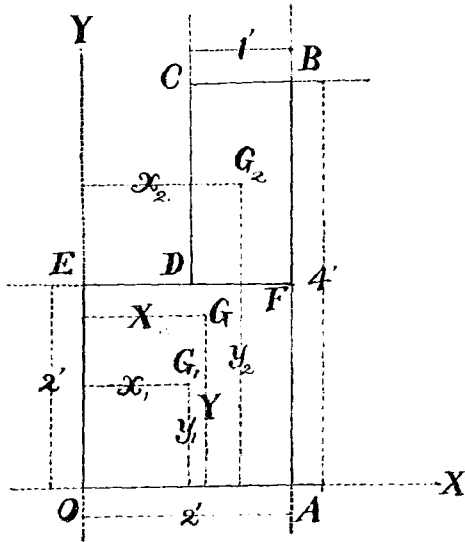 Y
1'
C B
x₂ G₂
E D F 4'
X G
2' x₁ G₁ Y y₂
y₁
X
O 2' A